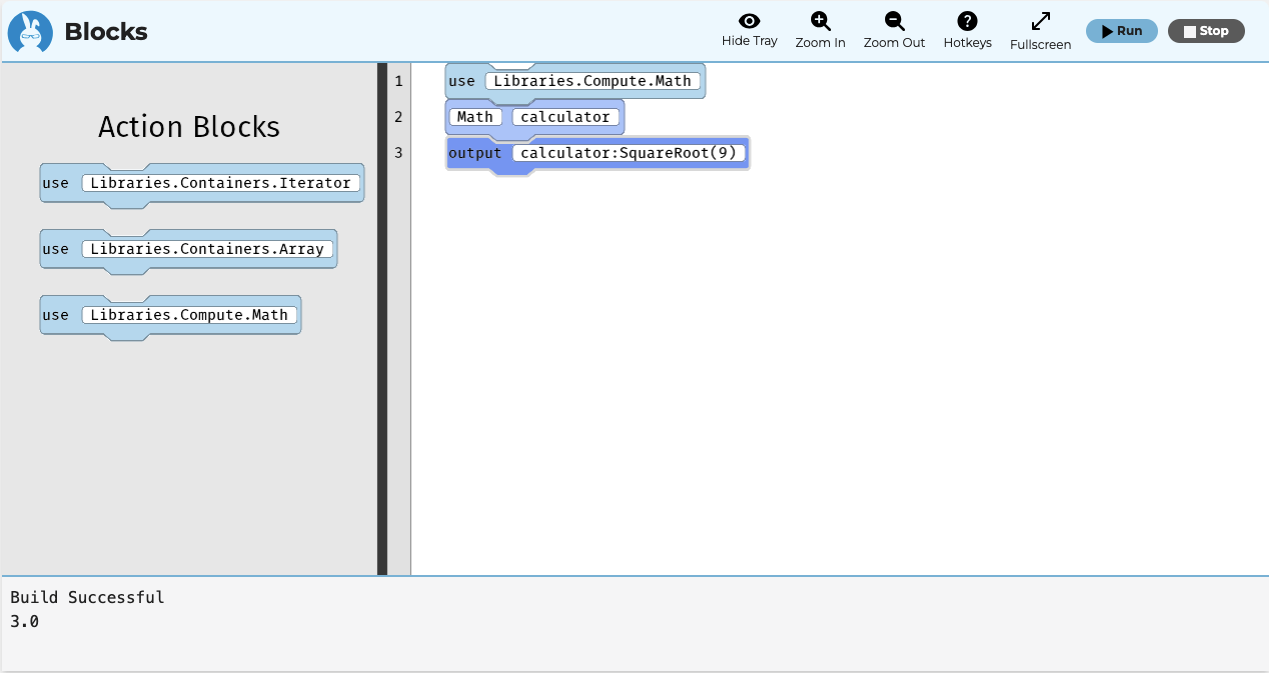 Blocks
Hide Tray
Zoom In
Zoom Out
Hotkeys
Fullscreen
Run
Stop
Action Blocks
use Libraries.Containers.Iterator
use Libraries.Containers.Array
use Libraries.Compute.Math
1 use Libraries.Compute.Math
2 Math calculator
3 output calculator:SquareRoot(9)
Build Successful
3.0